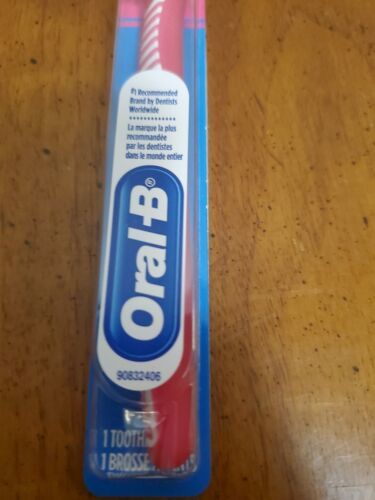 #1 Recommended
Brand by Dentists
Worldwide
La marque la plus
recommandée
par les dentistes
dans le monde entier
Oral-B®
90832406
1 TOOTH
1 BROSSE